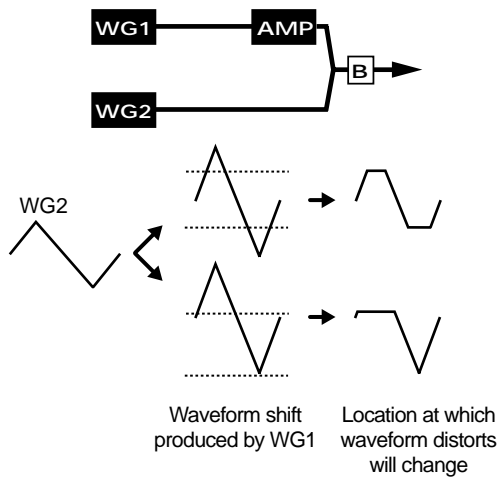 WG1 AMP
B
WG2
WG2
Waveform shift
produced by WG1
Location at which
waveform distorts
will change